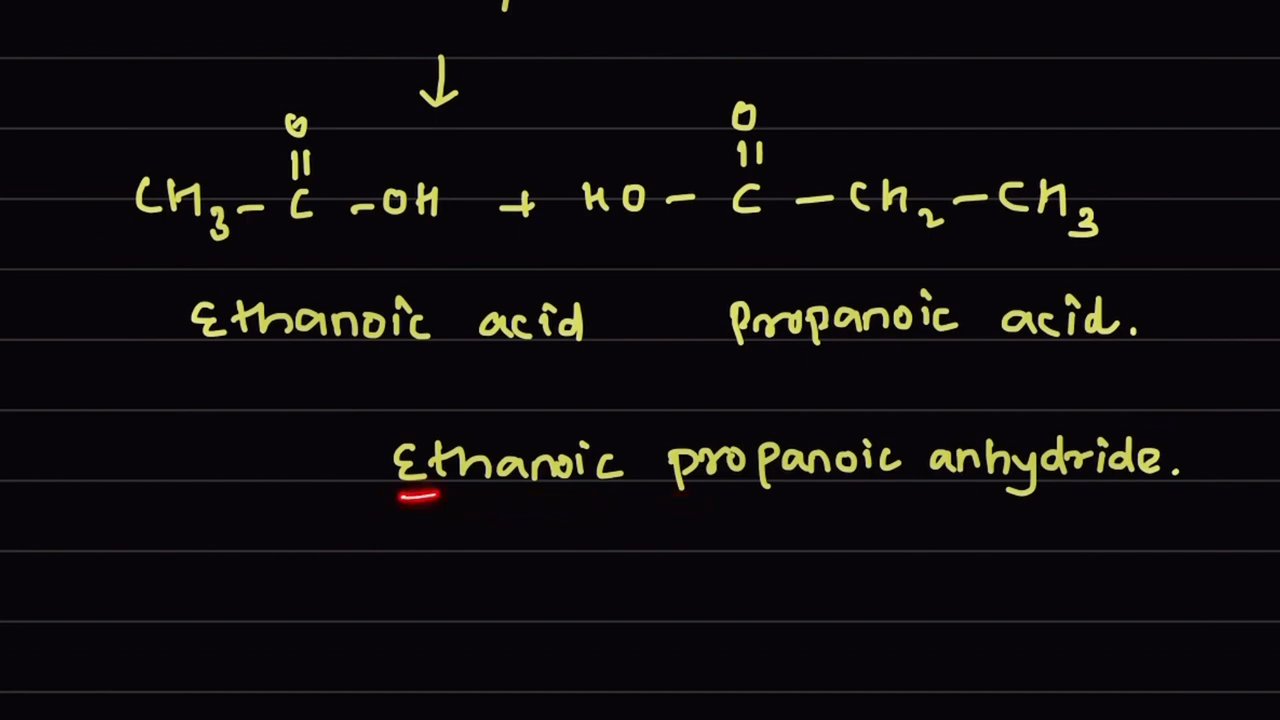 O O
|| ||
CH₃ - C - OH + HO - C - CH₂ - CH₃
Ethanoic acid propanoic acid.
Ethanoic propanoic anhydride.